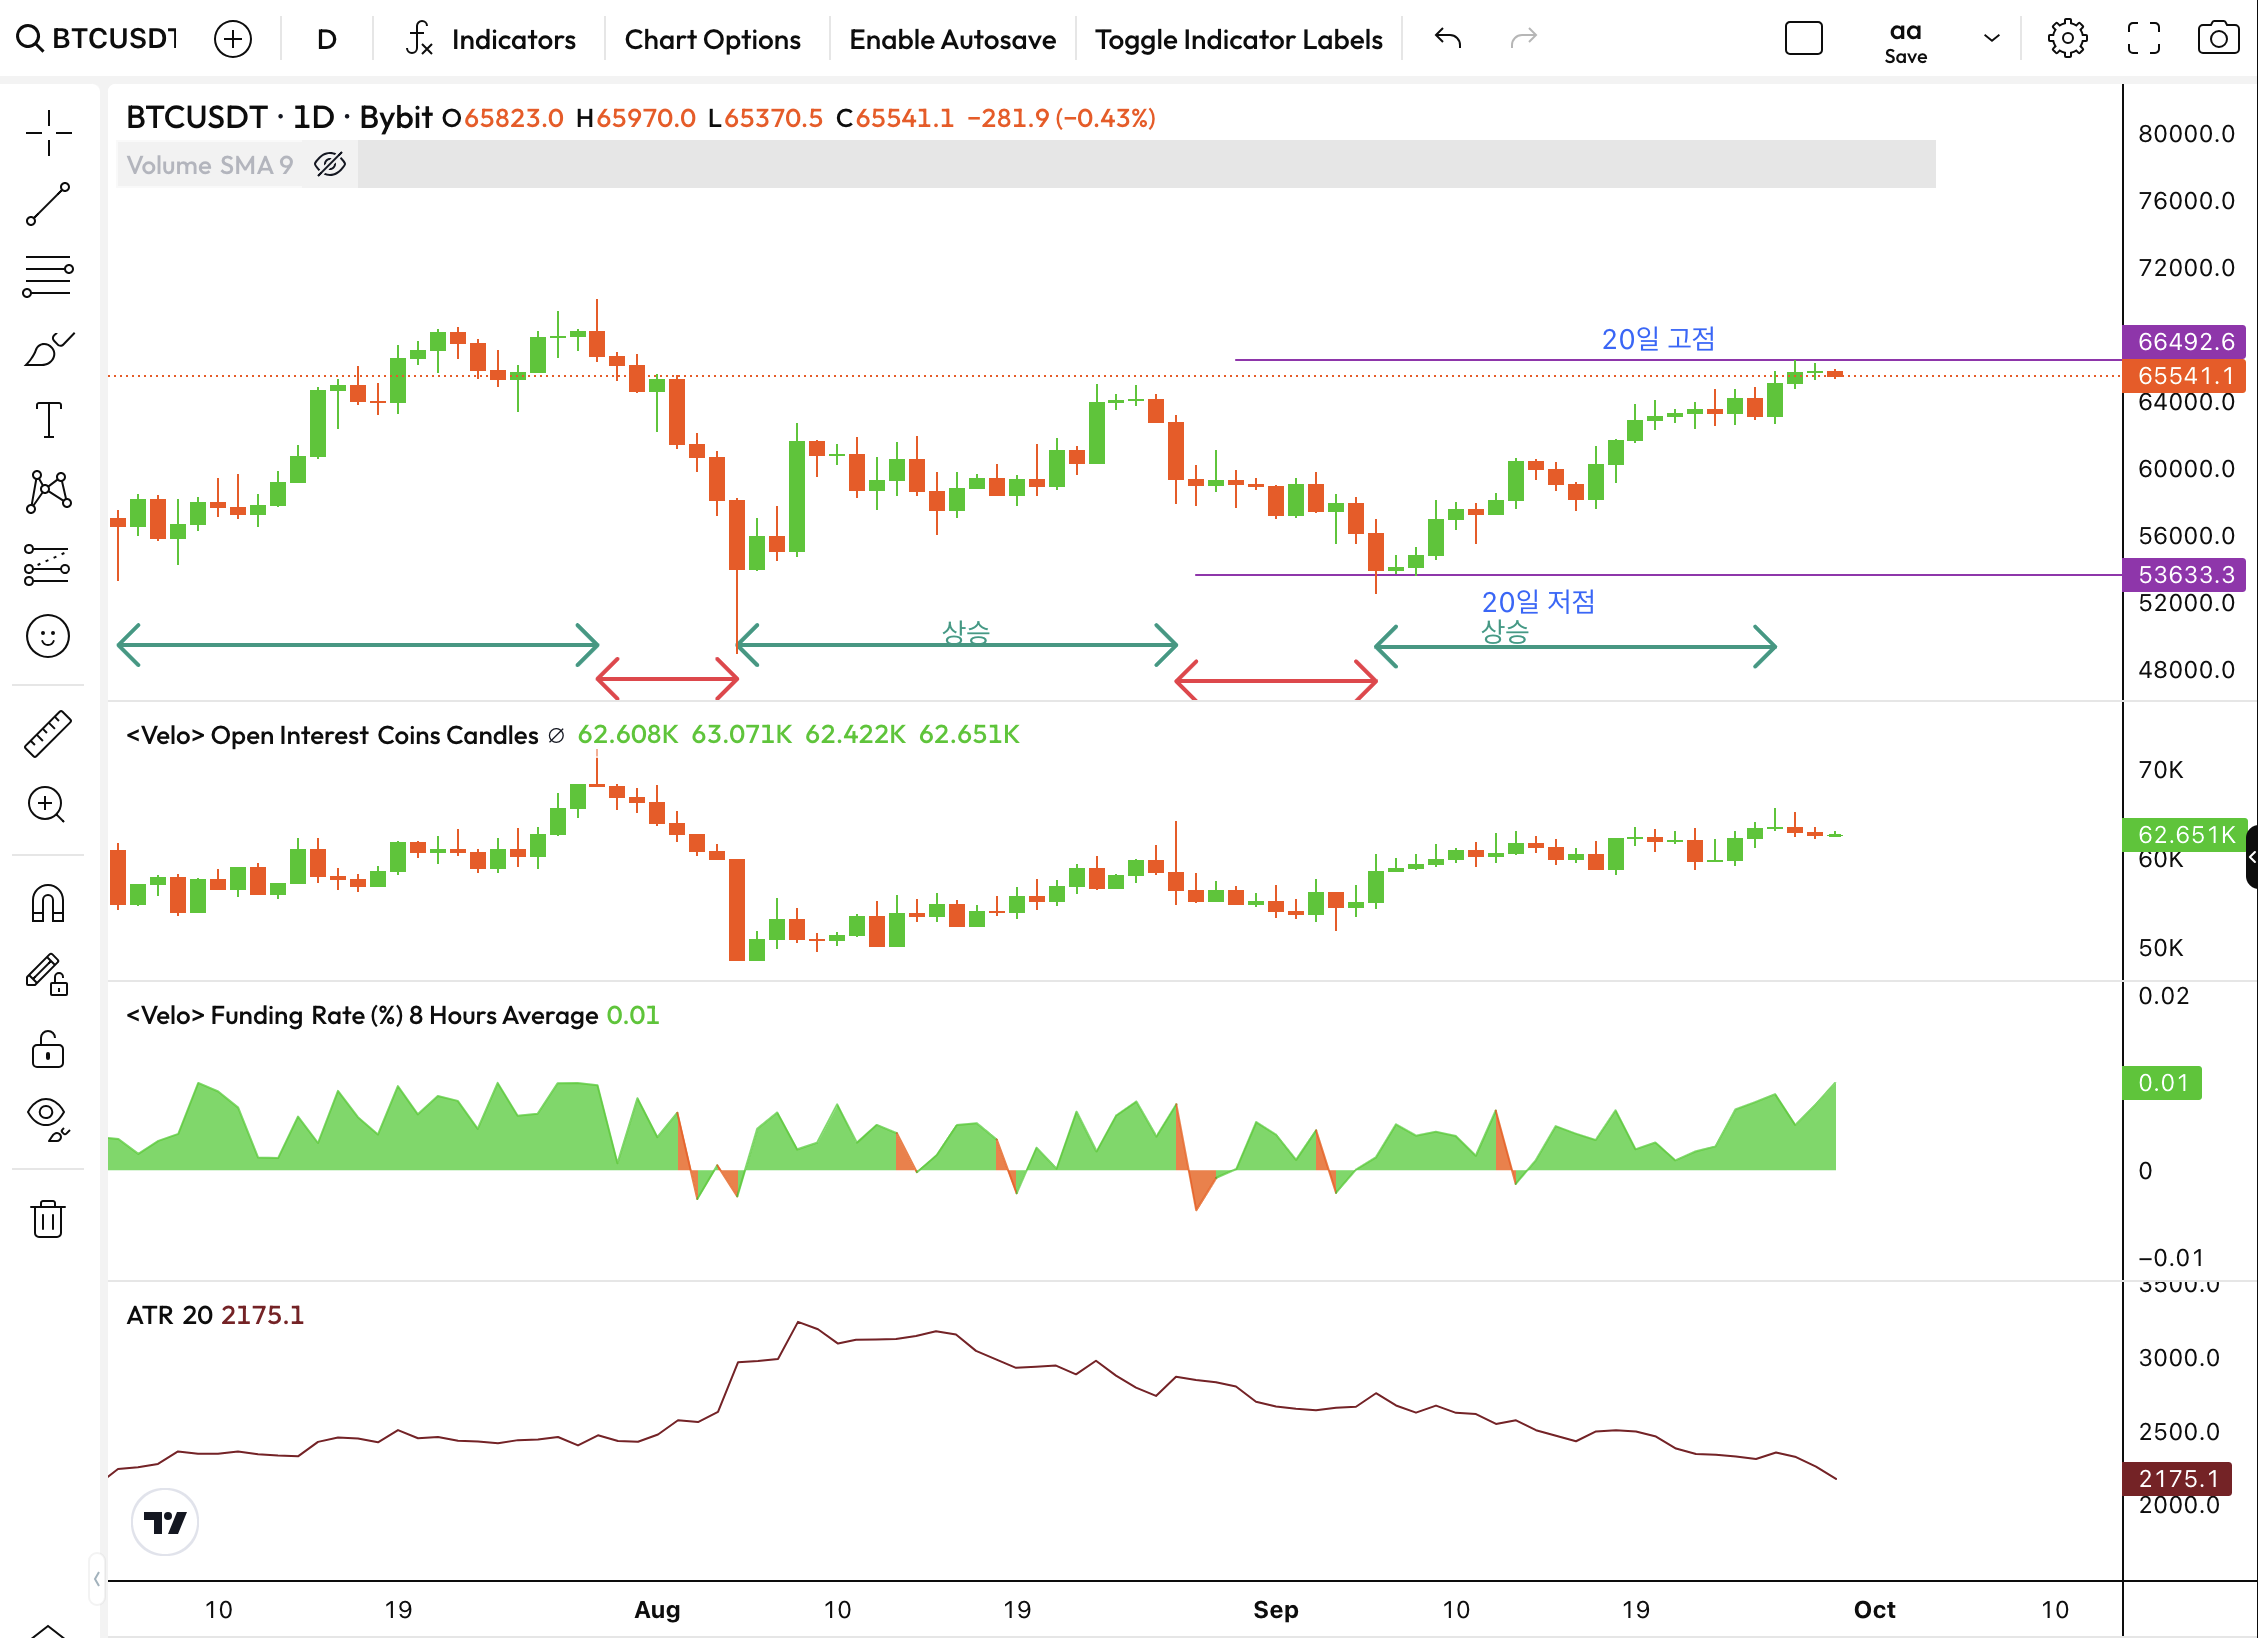 BTCUSDT
D
Indicators
Chart Options
Enable Autosave
Toggle Indicator Labels
aa
Save
BTCUSDT · 1D · Bybit O65823.0 H65970.0 L65370.5 C65541.1 −281.9 (−0.43%)
Volume SMA 9
80000.0
76000.0
72000.0
20일 고점
66492.6
65541.1
64000.0
60000.0
56000.0
53633.3
20일 저점
52000.0
상승
상승
48000.0
<Velo> Open Interest Coins Candles ∅ 62.608K 63.071K 62.422K 62.651K
70K
62.651K
60K
50K
<Velo> Funding Rate (%) 8 Hours Average 0.01
0.02
0.01
0
−0.01
ATR 20 2175.1
3500.0
3000.0
2500.0
2175.1
2000.0
10 19 Aug 10 19 Sep 10 19 Oct 10